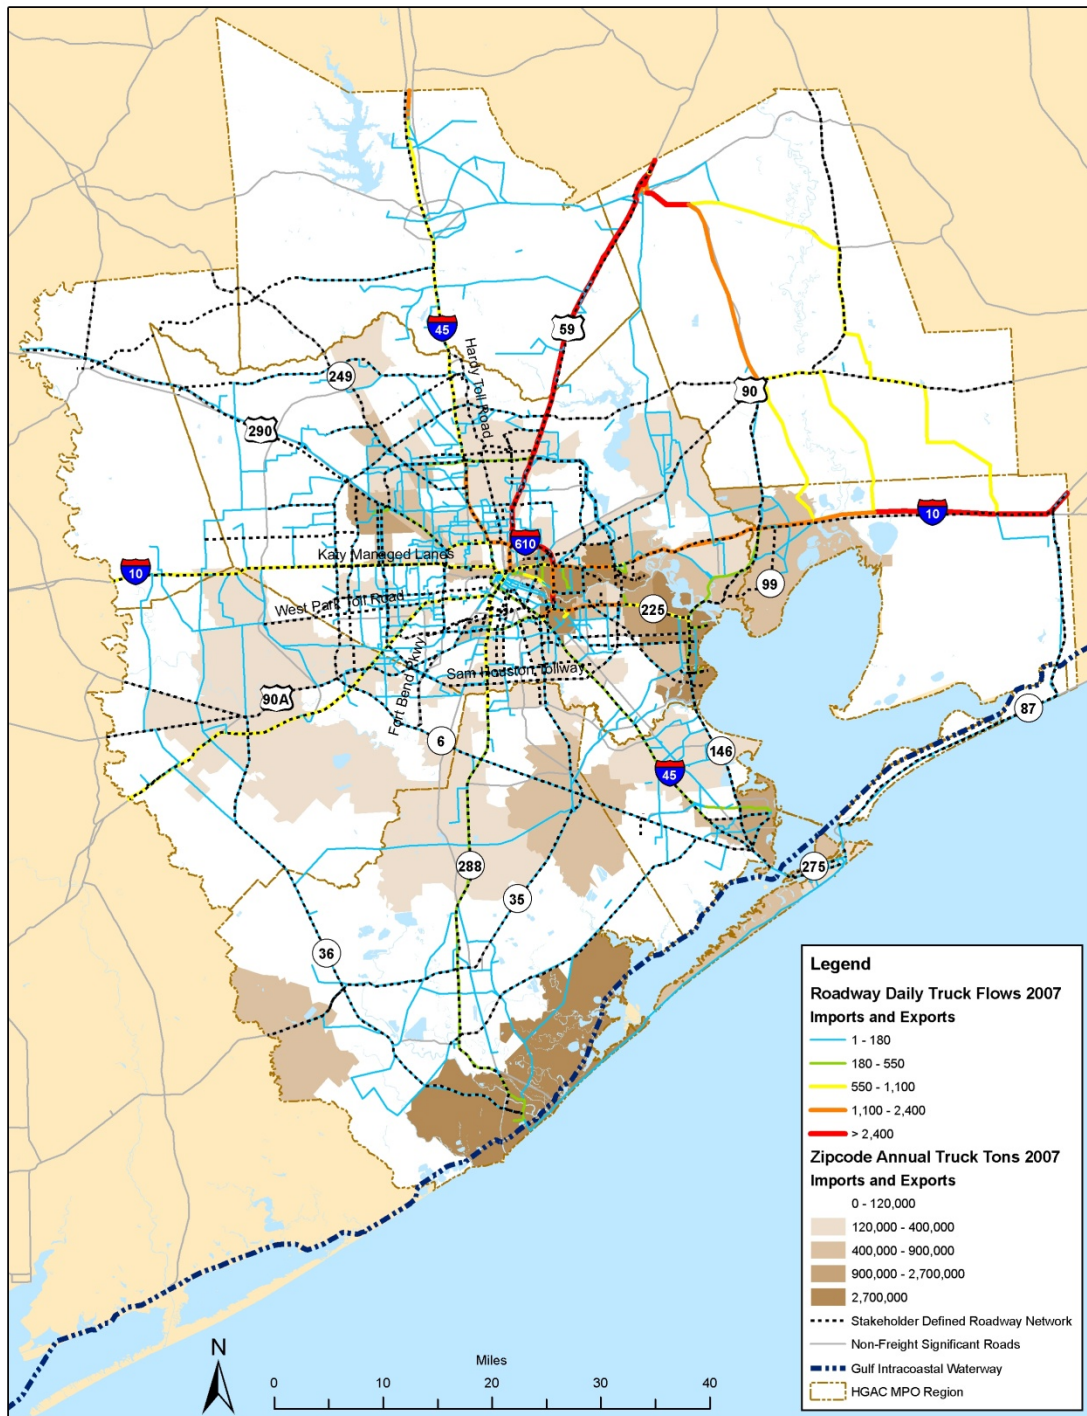 45
59
Hardy Toll Road
249
90
290
10
610
Katy Managed Lanes
10
99
West Park Toll Road
225
Fort Bend Pkwy
Sam Houston Tollway
90A
87
6
146
45
288
275
35
36
Legend
Roadway Daily Truck Flows 2007
Imports and Exports
1 - 180
180 - 550
550 - 1,100
1,100 - 2,400
> 2,400
Zipcode Annual Truck Tons 2007
Imports and Exports
0 - 120,000
120,000 - 400,000
400,000 - 900,000
900,000 - 2,700,000
2,700,000
Stakeholder Defined Roadway Network
Non-Freight Significant Roads
Gulf Intracoastal Waterway
HGAC MPO Region
N
Miles
0 10 20 30 40